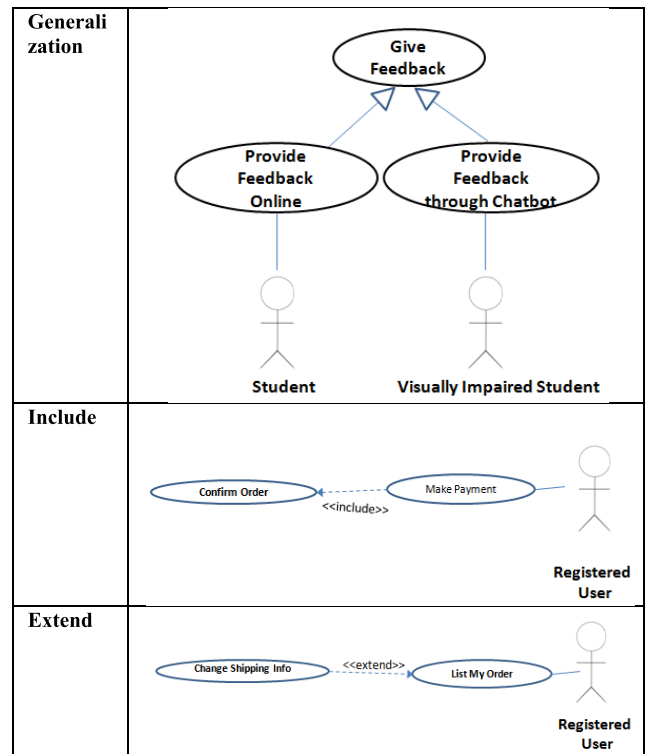 Generali
zation
Give
Feedback
Provide
Feedback
Online
Provide
Feedback
through Chatbot
Student
Visually Impaired Student
Include
Confirm Order
<<include>>
Make Payment
Registered
User
Extend
Change Shipping Info
<<extend>>
List My Order
Registered
User